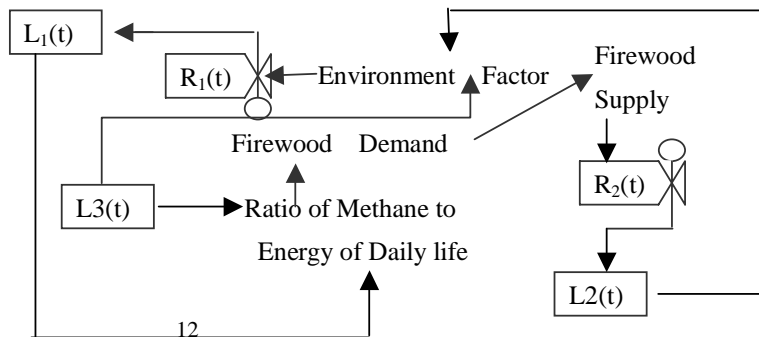 L₁(t)
R₁(t)
Environment Factor
Firewood
Supply
Firewood Demand
R₂(t)
L3(t)
Ratio of Methane to
Energy of Daily life
L2(t)
12